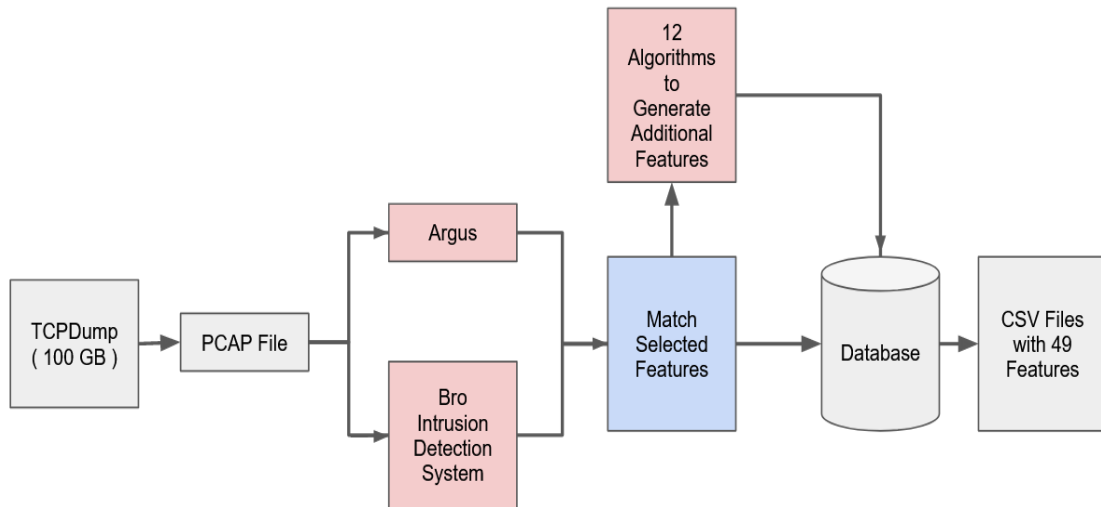 TCPDump
( 100 GB )
PCAP File
Argus
Bro
Intrusion
Detection
System
Match
Selected
Features
12
Algorithms
to
Generate
Additional
Features
Database
CSV Files
with 49
Features